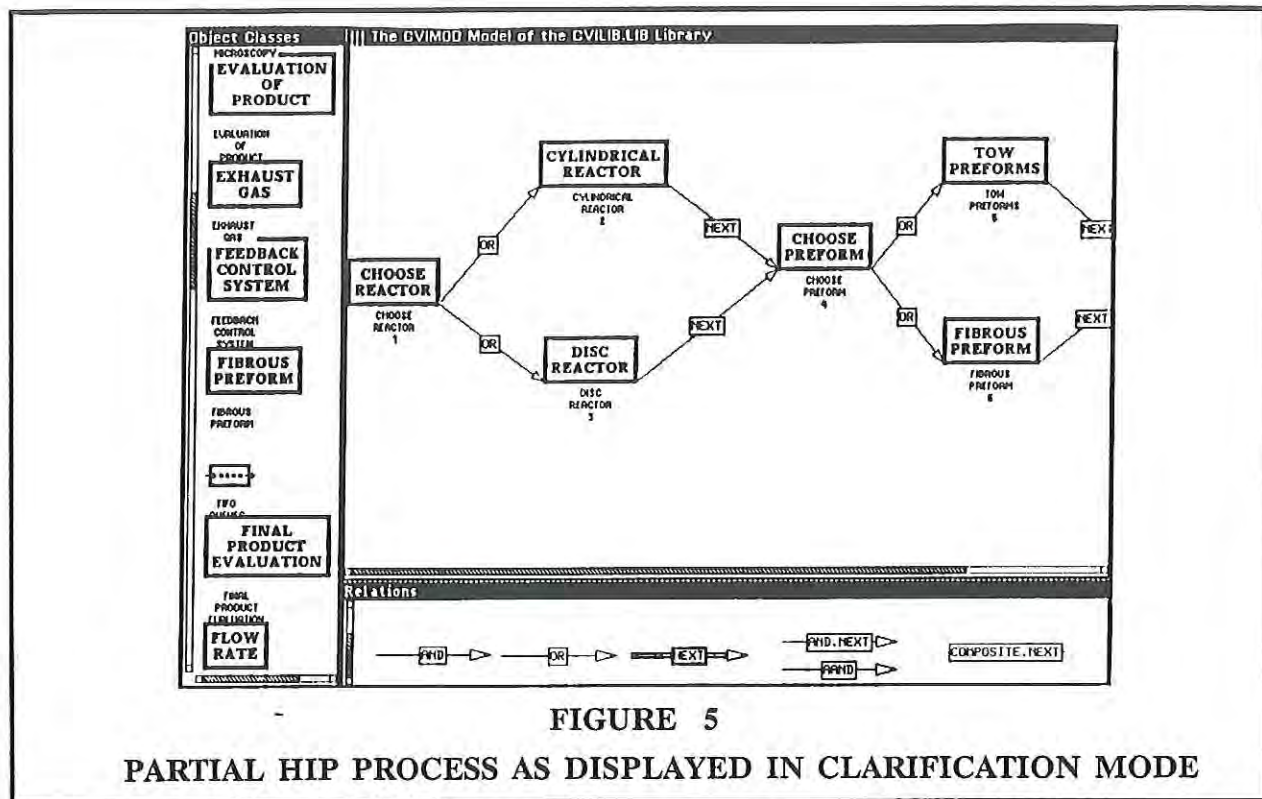 Object Classes
MICROSCOPY
EVALUATION
OF
PRODUCT
EVALUATION
OF
PRODUCT
EXHAUST
GAS
EXHAUST
GAS
FEEDBACK
CONTROL
SYSTEM
FEEDBACK
CONTROL
SYSTEM
FIBROUS
PREFORM
FIBROUS
PREFORM
FIFO
QUEUES
FINAL
PRODUCT
EVALUATION
FINAL
PRODUCT
EVALUATION
FLOW
RATE
The CVIMOD Model of the CVILIB.LIB Library
CHOOSE
REACTOR
CHOOSE
REACTOR
1
OR
OR
CYLINDRICAL
REACTOR
CYLINDRICAL
REACTOR
2
DISC
REACTOR
DISC
REACTOR
3
NEXT
NEXT
CHOOSE
PREFORM
CHOOSE
PREFORM
4
OR
OR
TOW
PREFORMS
TOW
PREFORMS
5
FIBROUS
PREFORM
FIBROUS
PREFORM
6
NEXT
NEXT
Relations
AND
OR
NEXT
AND.NEXT
AAND
COMPOSITE.NEXT
FIGURE 5
PARTIAL HIP PROCESS AS DISPLAYED IN CLARIFICATION MODE